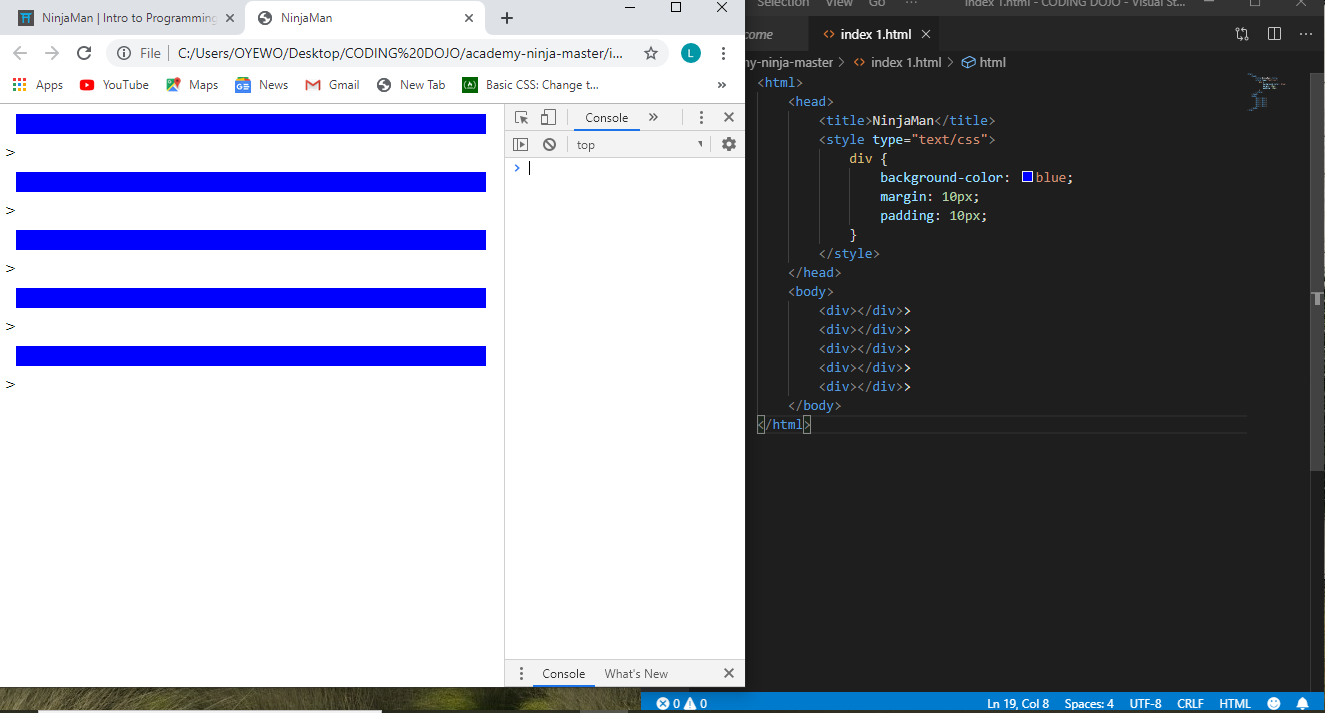 NinjaMan | Intro to Programming
NinjaMan
File
C:/Users/OYEWO/Desktop/CODING%20DOJO/academy-ninja-master/i...
L
Apps
YouTube
Maps
News
Gmail
New Tab
Basic CSS: Change t...
»
>
>
>
>
>
Console
»
top
›
Console
What's New
Selection View Go ...
index 1.html - CODING DOJO - Visual St...
come
index 1.html
my-ninja-master > index 1.html > html
<html>
<head>
<title>NinjaMan</title>
<style type="text/css">
div {
background-color: blue;
margin: 10px;
padding: 10px;
}
</style>
</head>
<body>
<div></div>>
<div></div>>
<div></div>>
<div></div>>
<div></div>>
</body>
</html>
0 0
Ln 19, Col 8
Spaces: 4
UTF-8
CRLF
HTML